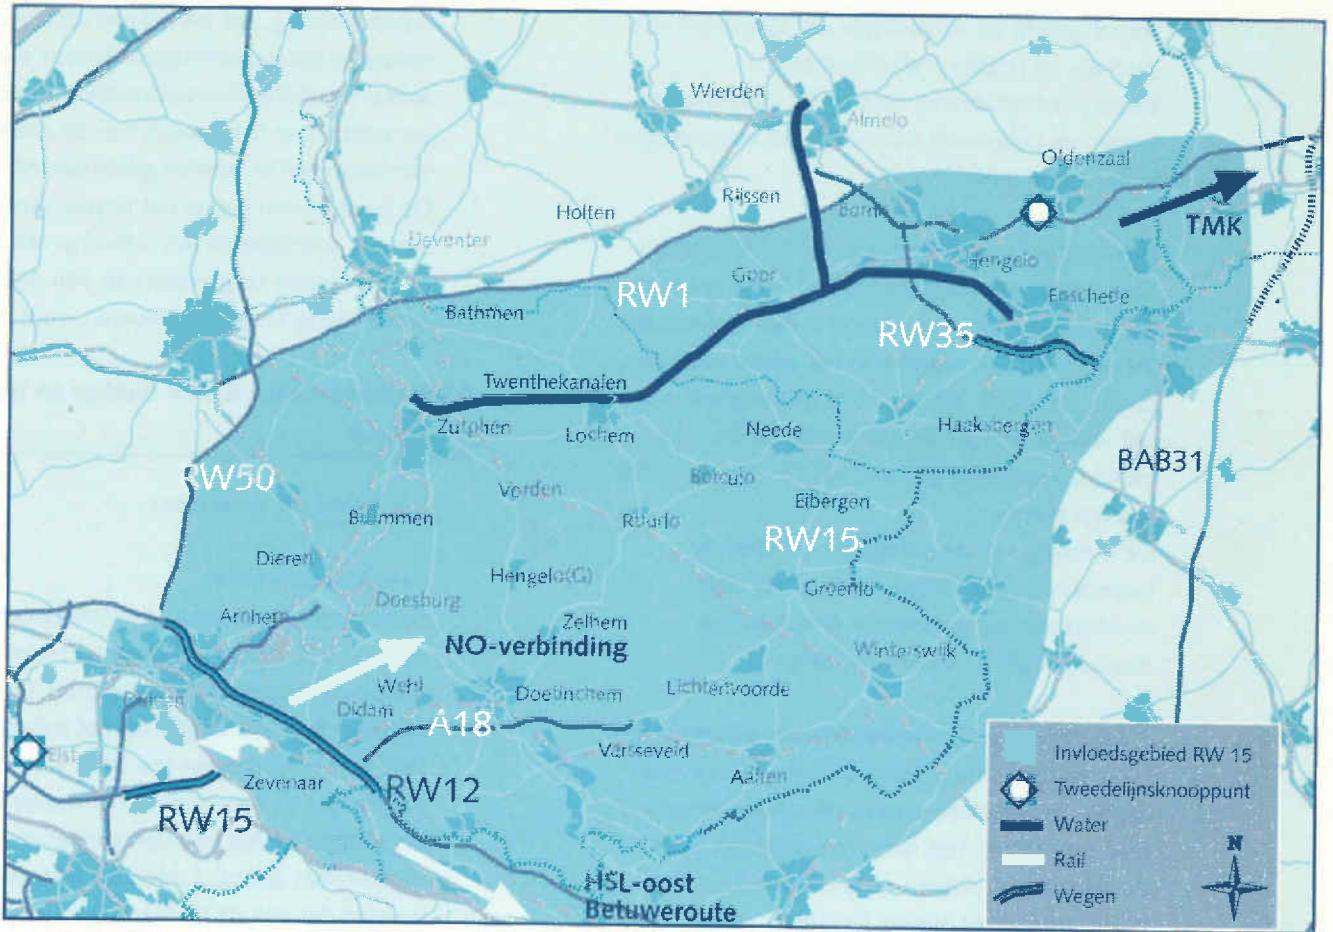 Wierden
Almelo
Oldenzaal
Rijssen
Holten
Borne
TMK
Deventer
Hengelo
Goor
RW1
Enschede
Bathmen
RW35
Twenthekanalen
Zutphen
Lochem
Neede
Haaksbergen
BAB31
RW50
Vorden
Borculo
Eibergen
Brummen
Ruurlo
RW15
Dieren
Hengelo(G)
Groenlo
Doesburg
Arnhem
Zelhem
NO-verbinding
Winterswijk
Wehl
Doetinchem
Lichtenvoorde
Didam
A18
Elst
Varsseveld
Zevenaar
RW12
Aalten
RW15
HSL-oost
Betuweroute
Invloedsgebied RW 15
Tweedelijnsknooppunt
Water
Rail
Wegen
N